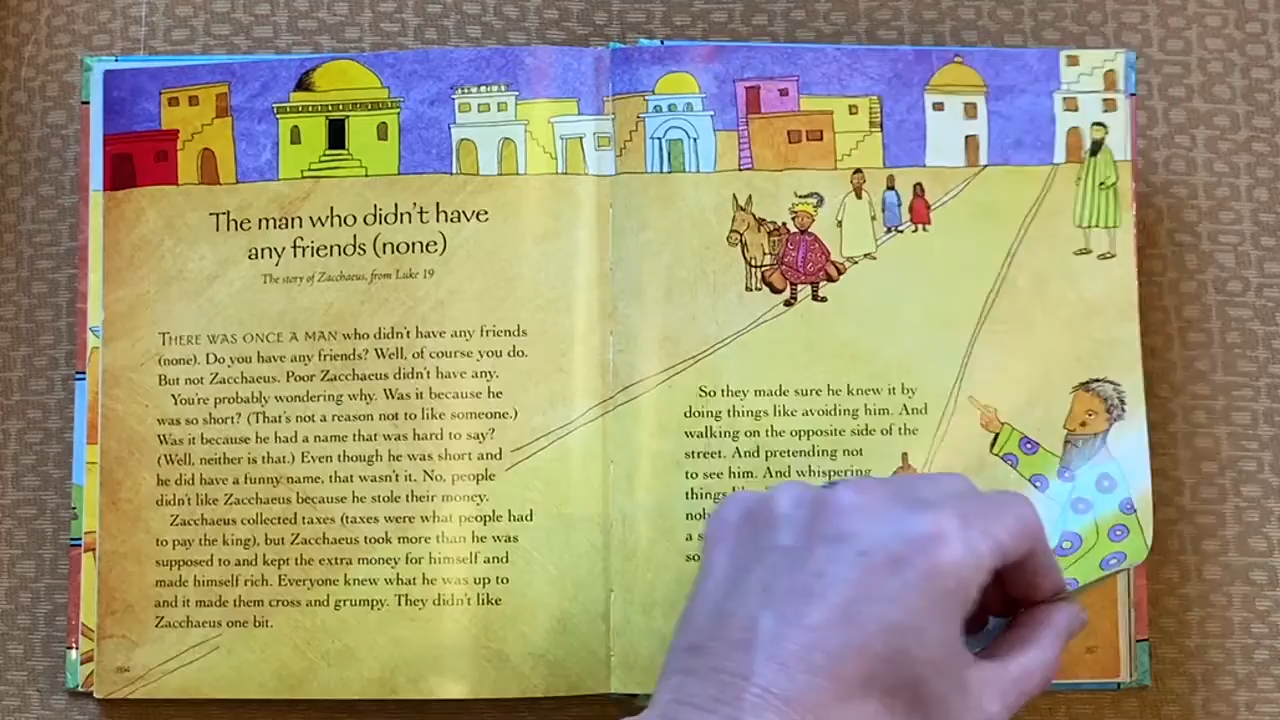 The man who didn't have
any friends (none)
The story of Zacchaeus, from Luke 19
THERE WAS ONCE A MAN who didn't have any friends
(none). Do you have any friends? Well, of course you do.
But not Zacchaeus. Poor Zacchaeus didn't have any.
You're probably wondering why. Was it because he
was so short? (That's not a reason not to like someone.)
Was it because he had a name that was hard to say?
(Well, neither is that.) Even though he was short and
he did have a funny name, that wasn't it. No, people
didn't like Zacchaeus because he stole their money.
Zacchaeus collected taxes (taxes were what people had
to pay the king), but Zacchaeus took more than he was
supposed to and kept the extra money for himself and
made himself rich. Everyone knew what he was up to
and it made them cross and grumpy. They didn't like
Zacchaeus one bit.
264
So they made sure he knew it by
doing things like avoiding him. And
walking on the opposite side of the
street. And pretending not
to see him. And whispering
things
a
so